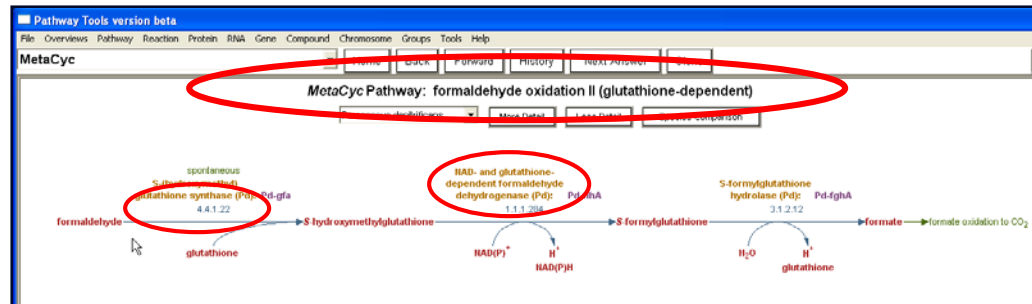 Pathway Tools version beta
File Overviews Pathway Reaction Protein RNA Gene Compound Chromosome Groups Tools Help
MetaCyc Home Back Forward History Next Answer Clone
MetaCyc Pathway: formaldehyde oxidation II (glutathione-dependent)
Paracoccus denitrificans More Detail Less Detail Species Comparison
spontaneous
S-(hydroxymethyl)
glutathione synthase (Pd): Pd-gfa
4.4.1.22
NAD- and glutathione-
dependent formaldehyde
dehydrogenase (Pd): Pd-flhA
1.1.1.284
S-formylglutathione
hydrolase (Pd): Pd-fghA
3.1.2.12
formaldehyde S-hydroxymethylglutathione S-formylglutathione formate formate oxidation to CO₂
glutathione NAD(P)⁺ H⁺ H₂O H⁺
NAD(P)H glutathione